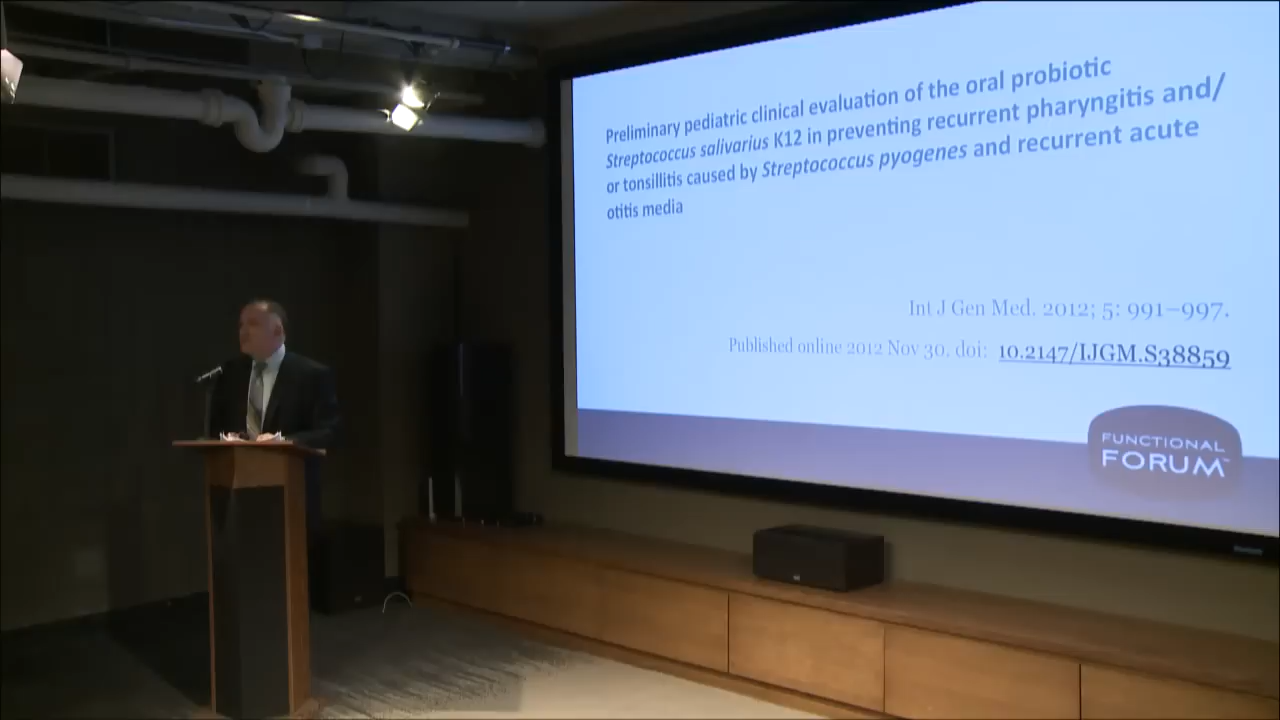 Preliminary pediatric clinical evaluation of the oral probiotic
Streptococcus salivarius K12 in preventing recurrent pharyngitis and/
or tonsillitis caused by Streptococcus pyogenes and recurrent acute
otitis media
Int J Gen Med. 2012; 5: 991–997.
Published online 2012 Nov 30. doi: 10.2147/IJGM.S38859
FUNCTIONAL
FORUM™